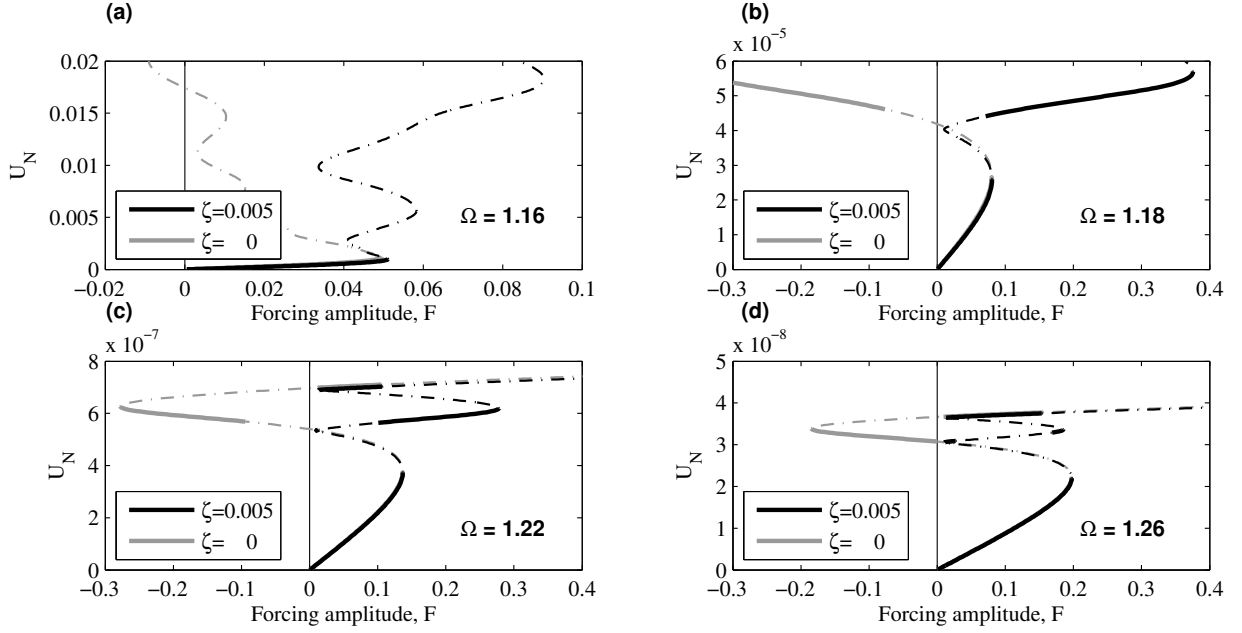 (a)
0.02
0.015
0.01
0.005
0
U_N
ζ=0.005
ζ= 0
Ω = 1.16
−0.02 0 0.02 0.04 0.06 0.08 0.1
Forcing amplitude, F
(b)
x 10^−5
6
5
4
3
2
1
0
U_N
ζ=0.005
ζ= 0
Ω = 1.18
−0.3 −0.2 −0.1 0 0.1 0.2 0.3 0.4
Forcing amplitude, F
(c)
x 10^−7
8
6
4
2
0
U_N
ζ=0.005
ζ= 0
Ω = 1.22
−0.3 −0.2 −0.1 0 0.1 0.2 0.3 0.4
Forcing amplitude, F
(d)
x 10^−8
5
4
3
2
1
0
U_N
ζ=0.005
ζ= 0
Ω = 1.26
−0.3 −0.2 −0.1 0 0.1 0.2 0.3 0.4
Forcing amplitude, F